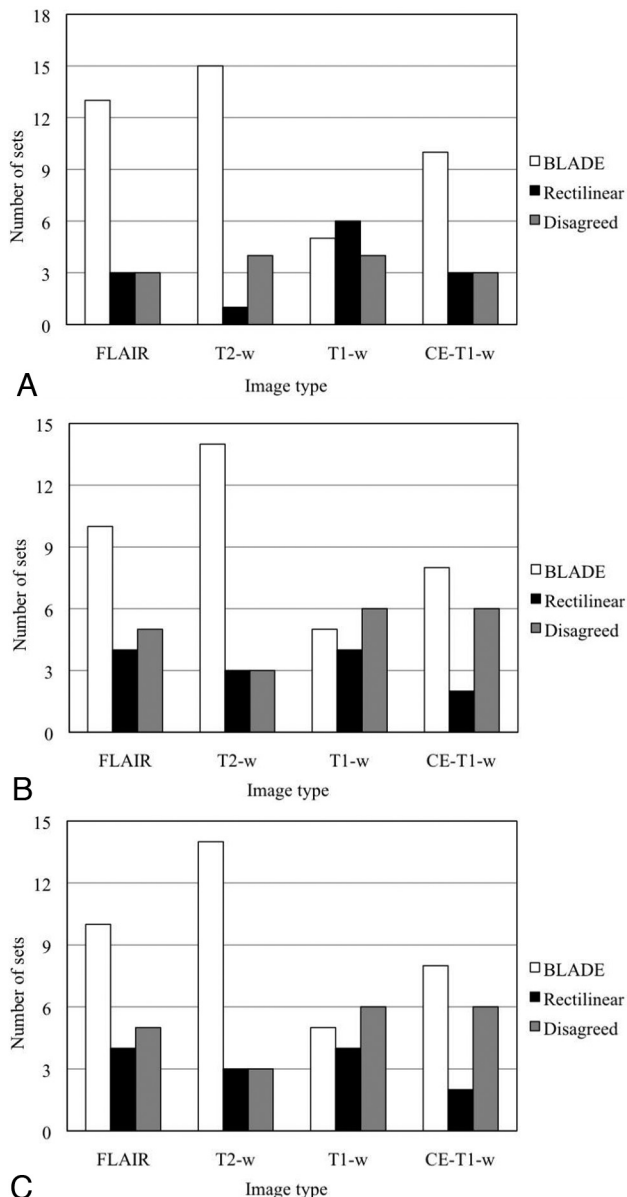 18
15
12
9
6
3
0
Number of sets
FLAIR T2-w T1-w CE-T1-w
Image type
BLADE
Rectilinear
Disagreed
A
15
12
9
6
3
0
Number of sets
FLAIR T2-w T1-w CE-T1-w
Image type
BLADE
Rectilinear
Disagreed
B
15
12
9
6
3
0
Number of sets
FLAIR T2-w T1-w CE-T1-w
Image type
BLADE
Rectilinear
Disagreed
C